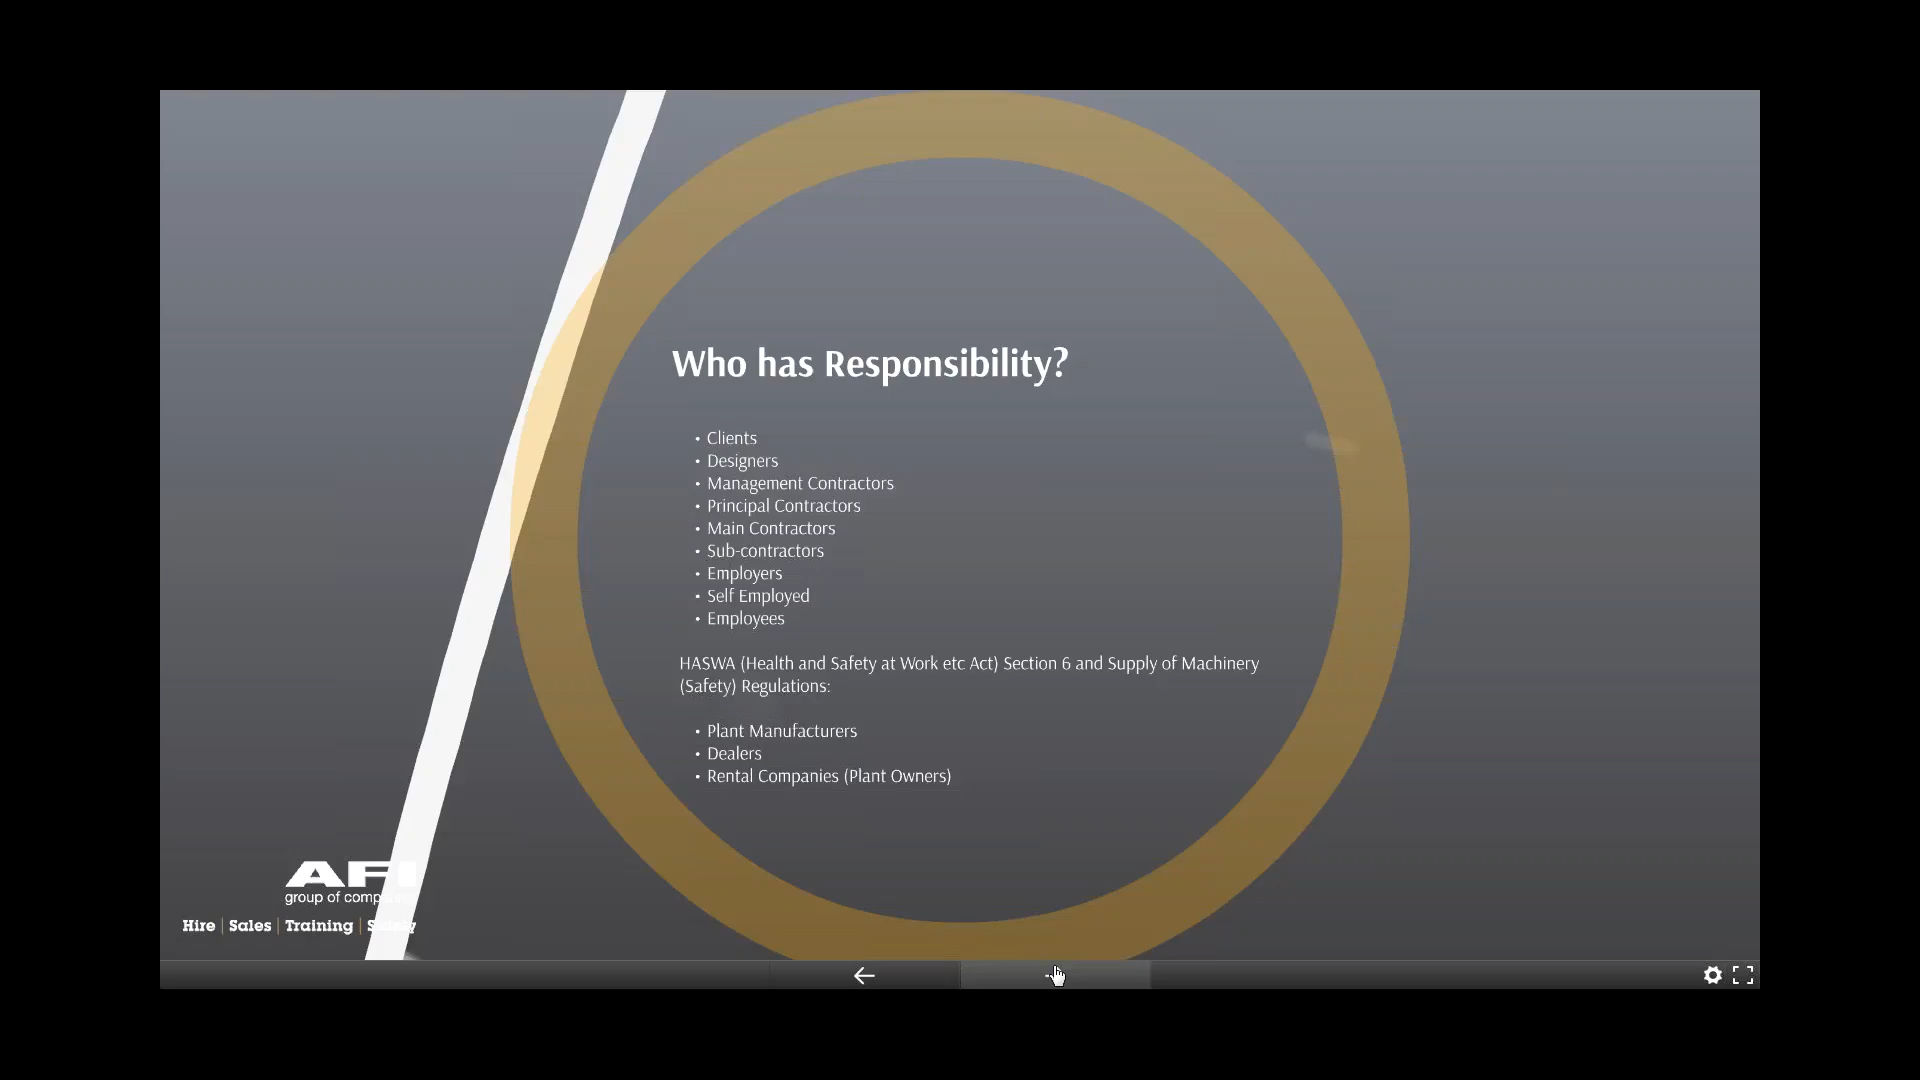 Who has Responsibility?
• Clients
• Designers
• Management Contractors
• Principal Contractors
• Main Contractors
• Sub-contractors
• Employers
• Self Employed
• Employees
HASWA (Health and Safety at Work etc Act) Section 6 and Supply of Machinery
(Safety) Regulations:
• Plant Manufacturers
• Dealers
• Rental Companies (Plant Owners)
AFI
group of
Hire | Sales | Training |